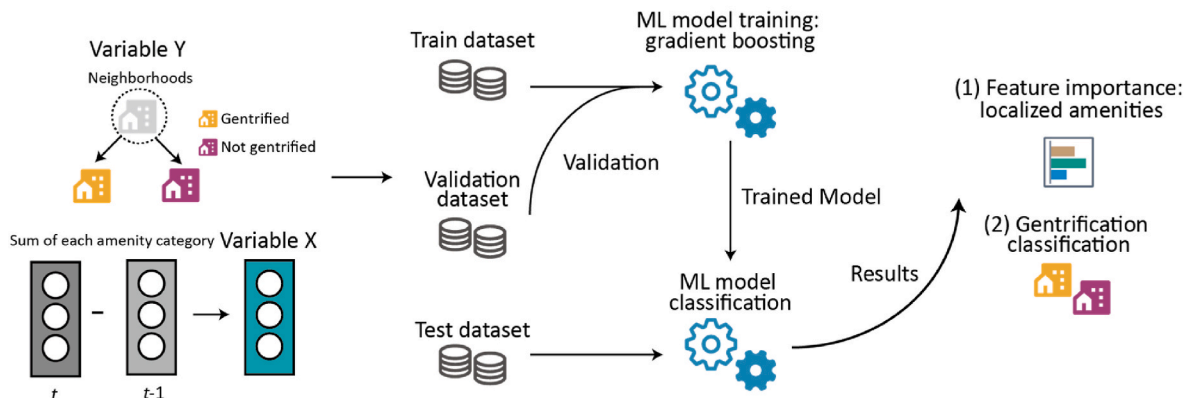 Variable Y
Neighborhoods
Gentrified
Not gentrified
Sum of each amenity category
Variable X
t
t-1
Train dataset
Validation
dataset
Test dataset
Validation
ML model training:
gradient boosting
Trained Model
ML model
classification
Results
(1) Feature importance:
localized amenities
(2) Gentrification
classification